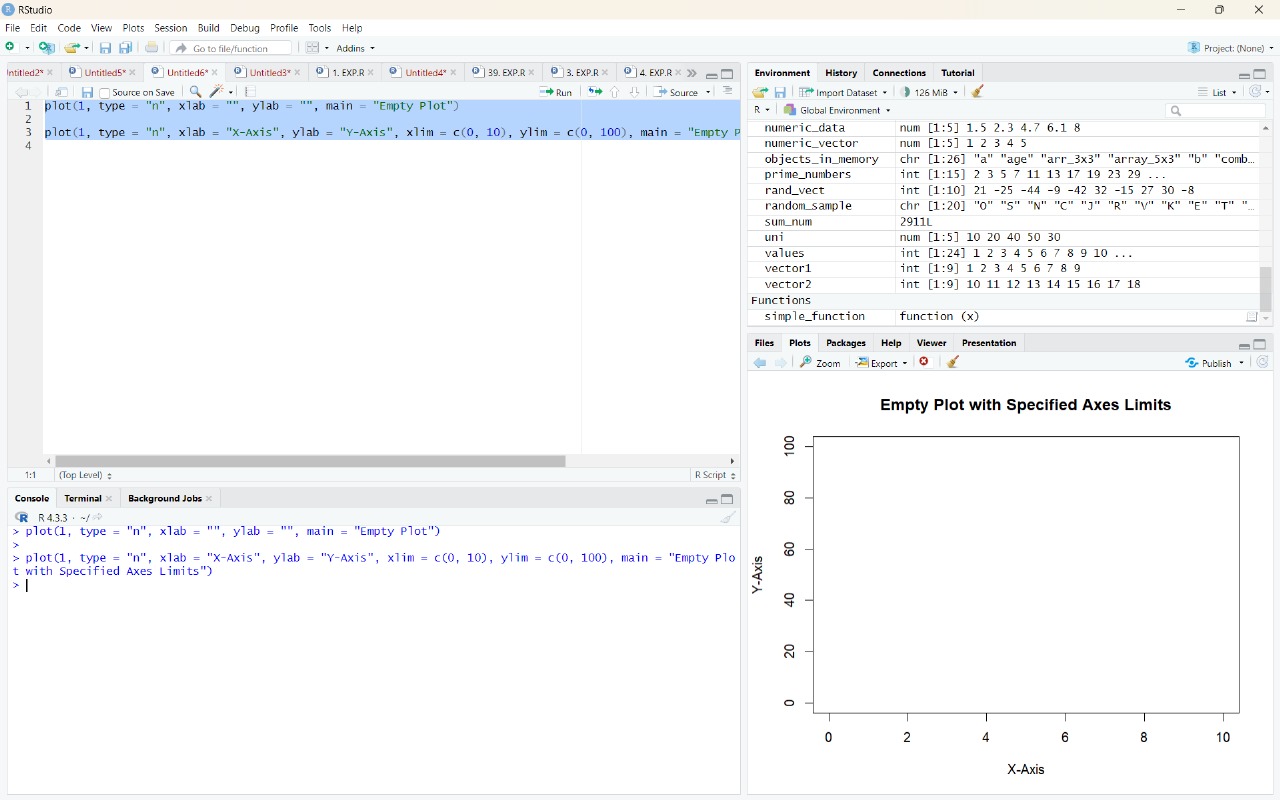 RStudio
File Edit Code View Plots Session Build Debug Profile Tools Help
Go to file/function Addins Project: (None)
Untitled5* Untitled6* Untitled3* 1. EXP.R Untitled4* 39. EXP.R 3. EXP.R 4. EXP.R
Source on Save Run Source
1 plot(1, type = "n", xlab = "", ylab = "", main = "Empty Plot")
2
3 plot(1, type = "n", xlab = "X-Axis", ylab = "Y-Axis", xlim = c(0, 10), ylim = c(0, 100), main = "Empty P
4
1:1 (Top Level) R Script
Console Terminal Background Jobs
R 4.3.3 · ~/
> plot(1, type = "n", xlab = "", ylab = "", main = "Empty Plot")
>
> plot(1, type = "n", xlab = "X-Axis", ylab = "Y-Axis", xlim = c(0, 10), ylim = c(0, 100), main = "Empty Plo
t with Specified Axes Limits")
>
Environment History Connections Tutorial
Import Dataset 126 MiB List
R Global Environment
numeric_data num [1:5] 1.5 2.3 4.7 6.1 8
numeric_vector num [1:5] 1 2 3 4 5
objects_in_memory chr [1:26] "a" "age" "arr_3x3" "array_5x3" "b" "comb…
prime_numbers int [1:15] 2 3 5 7 11 13 17 19 23 29 ...
rand_vect int [1:10] 21 -25 -44 -9 -42 32 -15 27 30 -8
random_sample chr [1:20] "O" "S" "N" "C" "J" "R" "V" "K" "E" "T" "…
sum_num 2911L
uni num [1:5] 10 20 40 50 30
values int [1:24] 1 2 3 4 5 6 7 8 9 10 ...
vector1 int [1:9] 1 2 3 4 5 6 7 8 9
vector2 int [1:9] 10 11 12 13 14 15 16 17 18
Functions
simple_function function (x)
Files Plots Packages Help Viewer Presentation
Zoom Export Publish
Empty Plot with Specified Axes Limits
100
80
60
40
20
0
Y-Axis
0 2 4 6 8 10
X-Axis